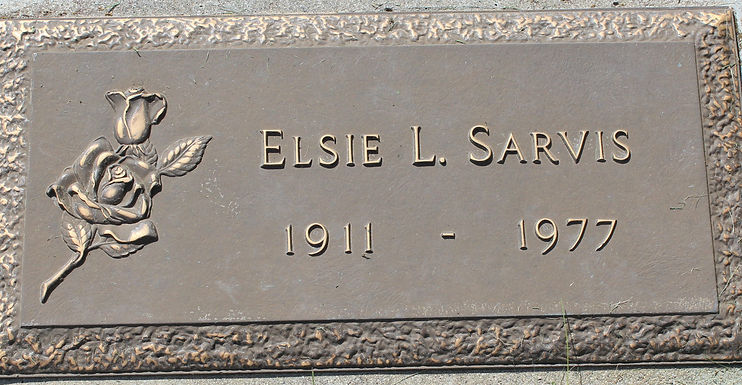 ELSIE L. SARVIS
1911 - 1977